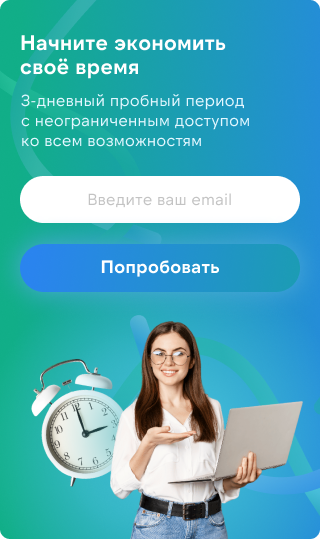 Начните экономить
своё время
3-дневный пробный период
с неограниченным доступом
ко всем возможностям
Введите ваш email
Попробовать